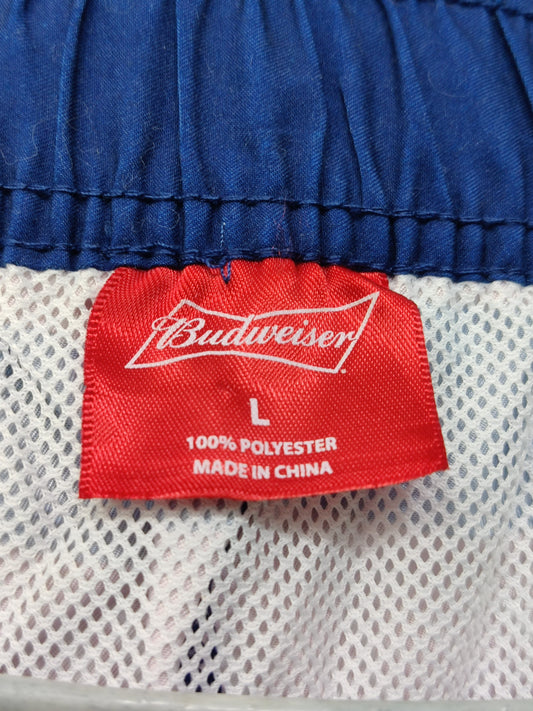 Budweiser
L
100% POLYESTER
MADE IN CHINA